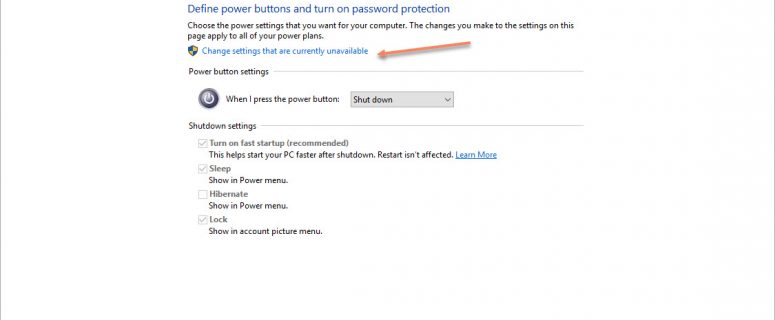 Define power buttons and turn on password protection
Choose the power settings that you want for your computer. The changes you make to the settings on this
page apply to all of your power plans.
Change settings that are currently unavailable
Power button settings
When I press the power button: Shut down
Shutdown settings
Turn on fast startup (recommended)
This helps start your PC faster after shutdown. Restart isn't affected. Learn More
Sleep
Show in Power menu.
Hibernate
Show in Power menu.
Lock
Show in account picture menu.